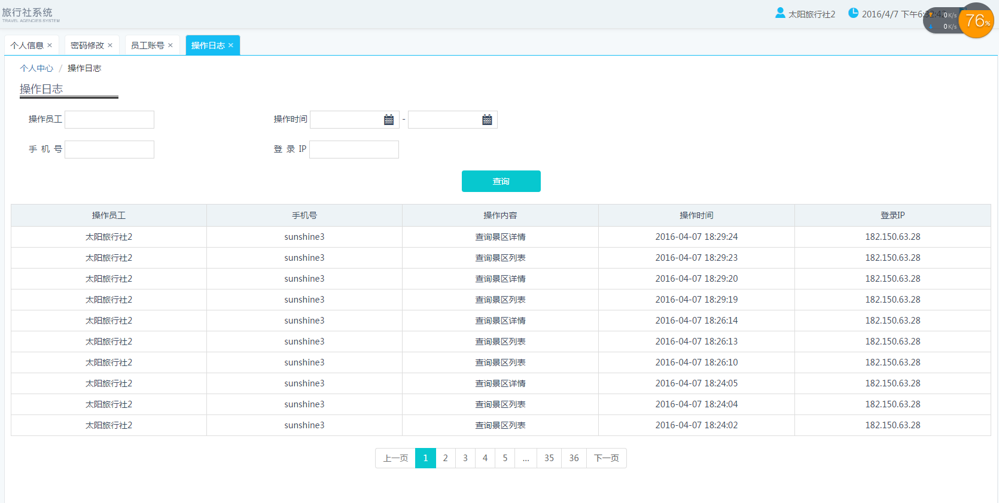 旅行社系统
TRAVEL AGENCIES SYSTEM
太阳旅行社2 2016/4/7 下午6:32:42
0K/s
0K/s
76%
个人信息 × 密码修改 × 员工账号 × 操作日志 ×
个人中心 / 操作日志
操作日志
操作员工 操作时间 -
手 机 号 登 录 IP
查询
操作员工 手机号 操作内容 操作时间 登录IP
太阳旅行社2 sunshine3 查询景区详情 2016-04-07 18:29:24 182.150.63.28
太阳旅行社2 sunshine3 查询景区列表 2016-04-07 18:29:23 182.150.63.28
太阳旅行社2 sunshine3 查询景区详情 2016-04-07 18:29:20 182.150.63.28
太阳旅行社2 sunshine3 查询景区列表 2016-04-07 18:29:19 182.150.63.28
太阳旅行社2 sunshine3 查询景区详情 2016-04-07 18:26:14 182.150.63.28
太阳旅行社2 sunshine3 查询景区列表 2016-04-07 18:26:13 182.150.63.28
太阳旅行社2 sunshine3 查询景区列表 2016-04-07 18:26:10 182.150.63.28
太阳旅行社2 sunshine3 查询景区详情 2016-04-07 18:24:05 182.150.63.28
太阳旅行社2 sunshine3 查询景区列表 2016-04-07 18:24:04 182.150.63.28
太阳旅行社2 sunshine3 查询景区列表 2016-04-07 18:24:02 182.150.63.28
上一页 1 2 3 4 5 ... 35 36 下一页